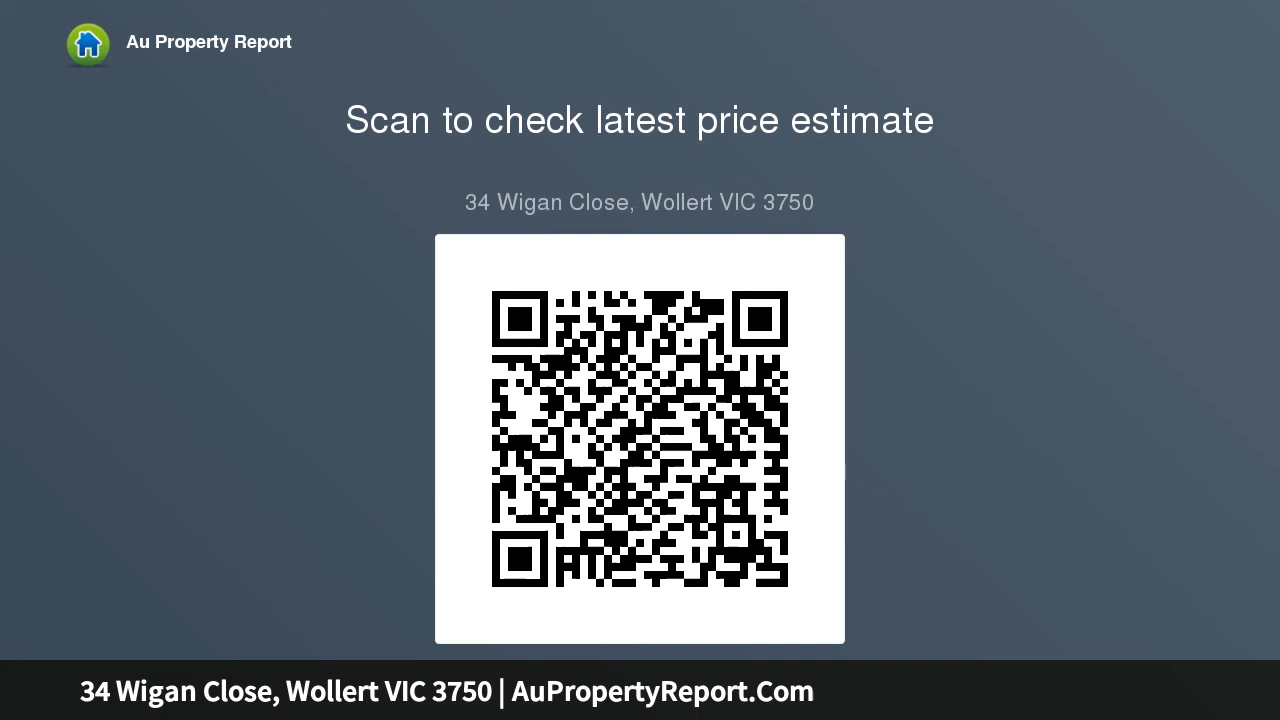 Au Property Report
Scan to check latest price estimate
34 Wigan Close, Wollert VIC 3750
34 Wigan Close, Wollert VIC 3750 | AuPropertyReport.Com